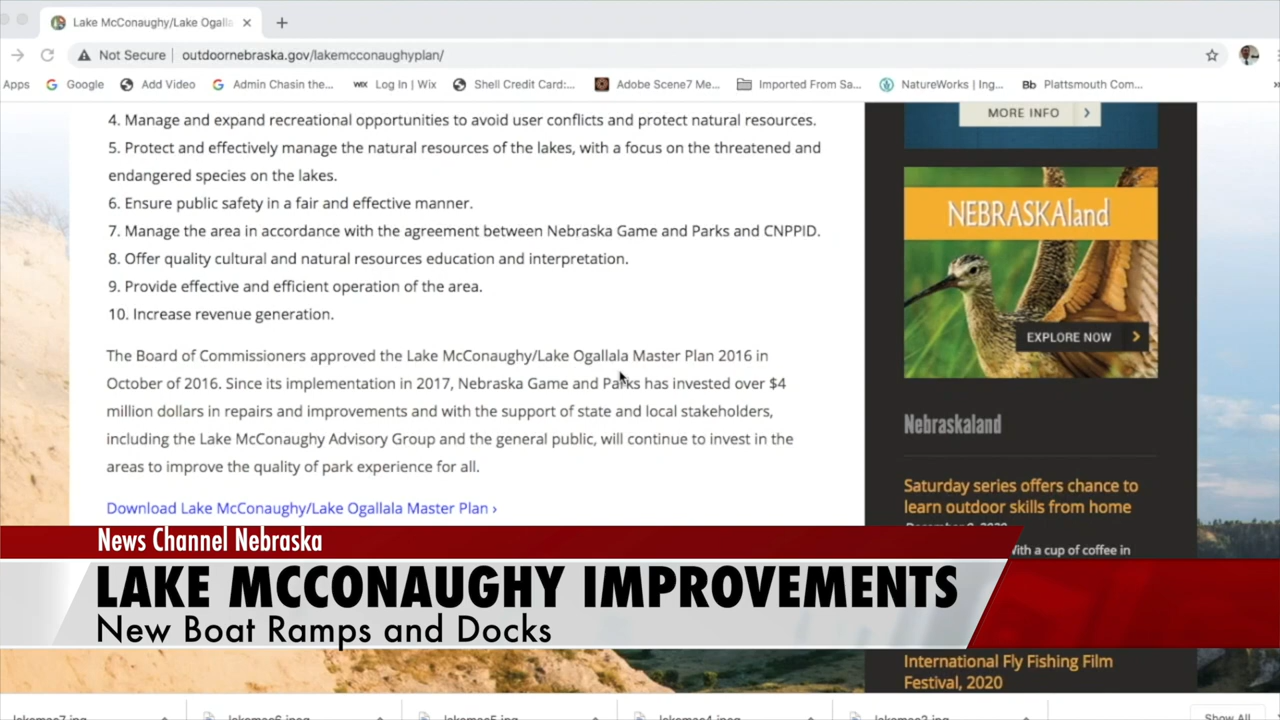 Lake McConaughy/Lake Ogalla
Not Secure
outdoornebraska.gov/lakemcconaughyplan/
Apps
Google
Add Video
Admin Chasin the...
WIX
Log In | Wix
Shell Credit Card:...
Adobe Scene7 Me...
Imported From Sa...
NatureWorks | Ing...
Bb
Plattsmouth Com...
4. Manage and expand recreational opportunities to avoid user conflicts and protect natural resources.
5. Protect and effectively manage the natural resources of the lakes, with a focus on the threatened and
endangered species on the lakes.
6. Ensure public safety in a fair and effective manner.
7. Manage the area in accordance with the agreement between Nebraska Game and Parks and CNPPID.
8. Offer quality cultural and natural resources education and interpretation.
9. Provide effective and efficient operation of the area.
10. Increase revenue generation.
The Board of Commissioners approved the Lake McConaughy/Lake Ogallala Master Plan 2016 in
October of 2016. Since its implementation in 2017, Nebraska Game and Parks has invested over $4
million dollars in repairs and improvements and with the support of state and local stakeholders,
including the Lake McConaughy Advisory Group and the general public, will continue to invest in the
areas to improve the quality of park experience for all.
Download Lake McConaughy/Lake Ogallala Master Plan ›
MORE INFO
NEBRASKAland
EXPLORE NOW
Nebraskaland
Saturday series offers chance to
learn outdoor skills from home
With a cup of coffee in
International Fly Fishing Film
Festival, 2020
News Channel Nebraska
LAKE MCCONAUGHY IMPROVEMENTS
New Boat Ramps and Docks
Show All